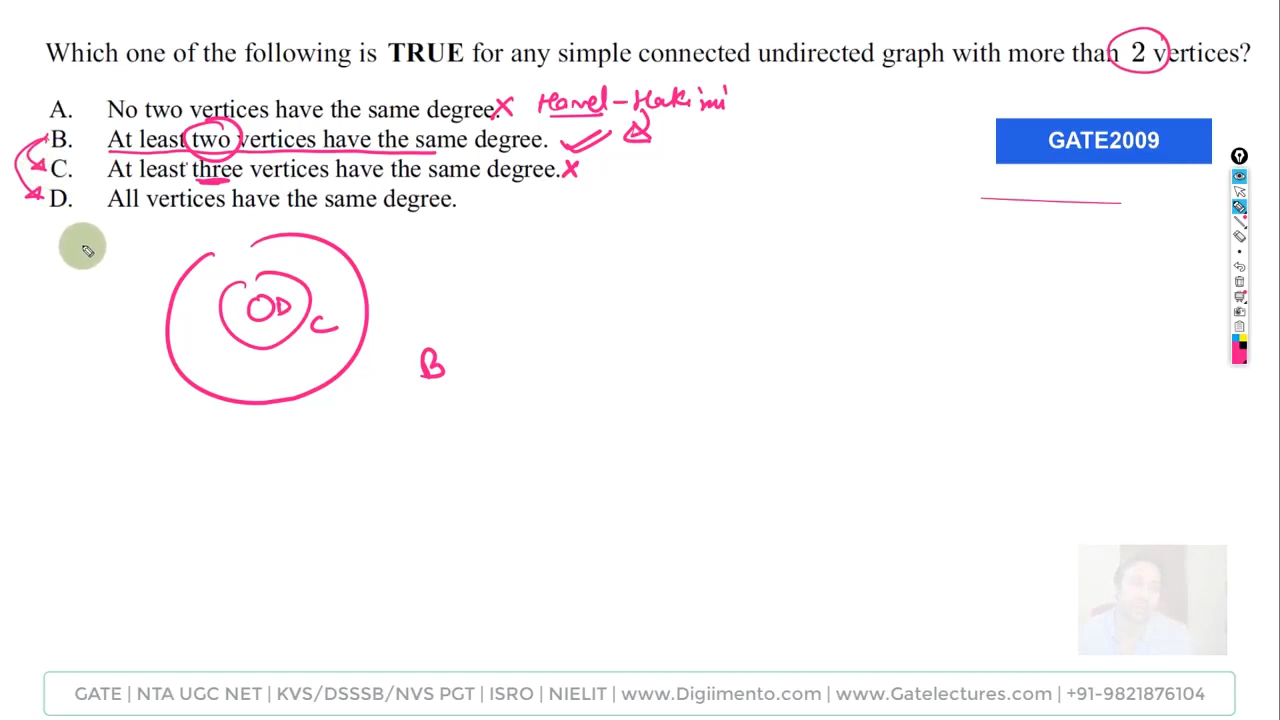 Which one of the following is TRUE for any simple connected undirected graph with more than 2 vertices?
A. No two vertices have the same degree. Havel-Hakimi
B. At least two vertices have the same degree.
C. At least three vertices have the same degree.
D. All vertices have the same degree.
GATE2009
D
C
B
GATE | NTA UGC NET | KVS/DSSSB/NVS PGT | ISRO | NIELIT | www.Digiimento.com | www.Gatelectures.com | +91-9821876104